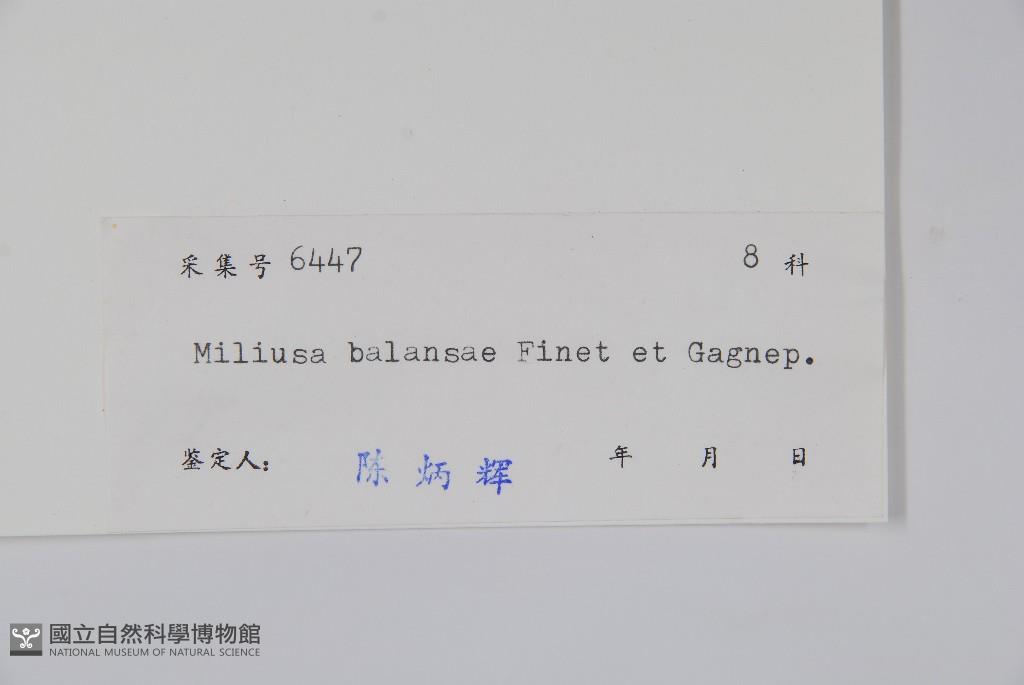 采集号 6447 8 科
Miliusa balansae Finet et Gagnep.
鉴定人: 陈炳辉 年 月 日
國立自然科學博物館
NATIONAL MUSEUM OF NATURAL SCIENCE